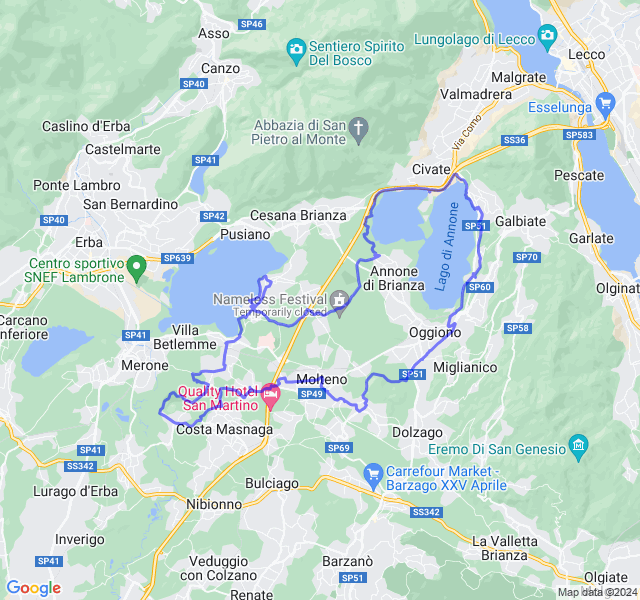 SP46
Asso
Sentiero Spirito
Del Bosco
Lungolago di Lecco
Lecco
Canzo
SP40
Malgrate
Valmadrera
Esselunga
Caslino d'Erba
Abbazia di San
Pietro al Monte
Via Como
SS36
SP583
Castelmarte
SP41
Civate
Pescate
Ponte Lambro
San Bernardino
SP40
SP42
Cesana Brianza
Galbiate
SP51
Erba
Pusiano
Garlate
Centro sportivo
SNEF Lambrone
SP639
Lago di Annone
SP70
Annone
di Brianza
SP60
Olginat
Nameless Festival
Temporarily closed
Carcano
nferiore
SP41
Villa
Betlemme
Oggiono
SP58
Merone
Miglianico
Molteno
SP51
Quality Hotel
San Martino
SP49
Costa Masnaga
Dolzago
SP41
SS342
SP69
Eremo Di San Genesio
Lurago d'Erba
Bulciago
Carrefour Market -
Barzago XXV Aprile
Nibionno
SS342
Inverigo
La Valletta
Brianza
SP41
Veduggio
con Colzano
Barzanò
SP51
Olgiate
Renate
Google
Map data ©2024